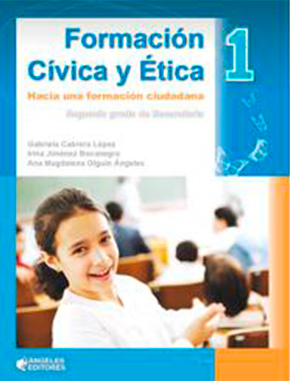 Formación
Cívica y Ética
1
Hacia una formación ciudadana
Segundo grado de Secundaria
Gabriela Cabrera López
Irma Jiménez Bocanegra
Ana Magdalena Olguín Ángeles
ÁNGELES
EDITORES